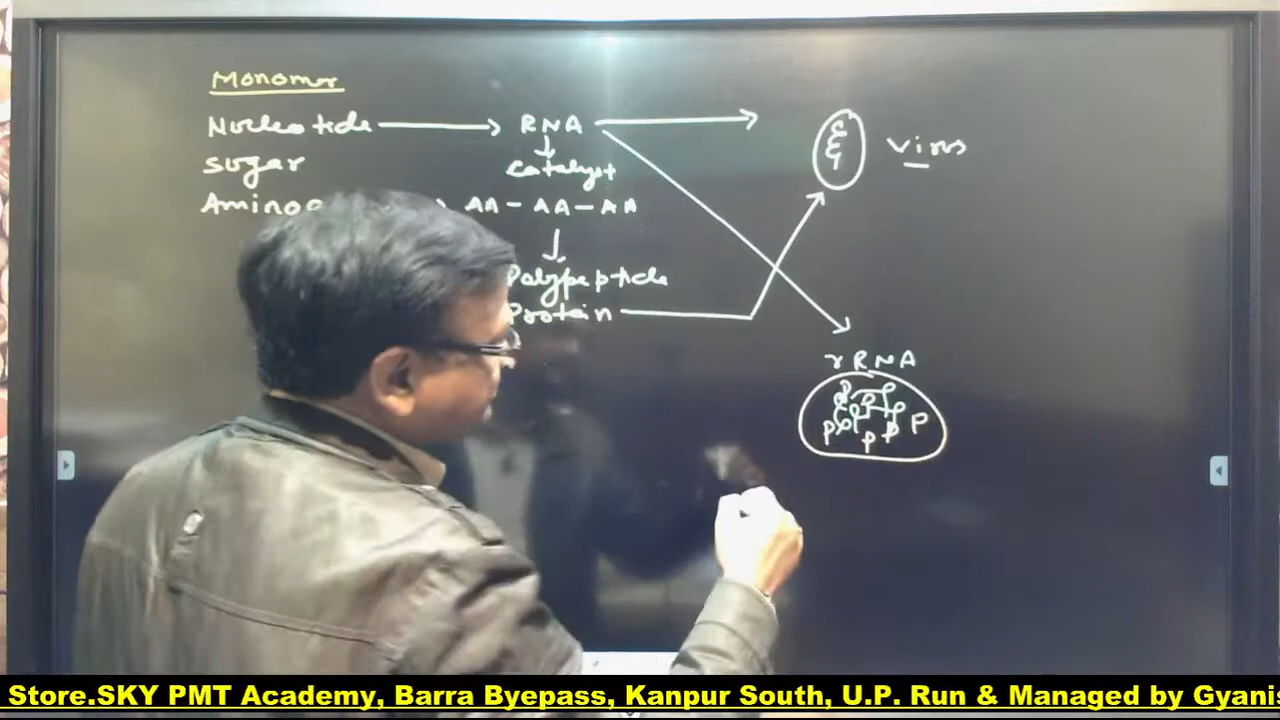 Monomer
Nucleotide → RNA → Virus
sugar ↓ Catalyst
Amino AA - AA - AA
↓
Polypeptide
Protein
rRNA
P P P P P P
Store.SKY PMT Academy, Barra Byepass, Kanpur South, U.P. Run & Managed by Gyanis